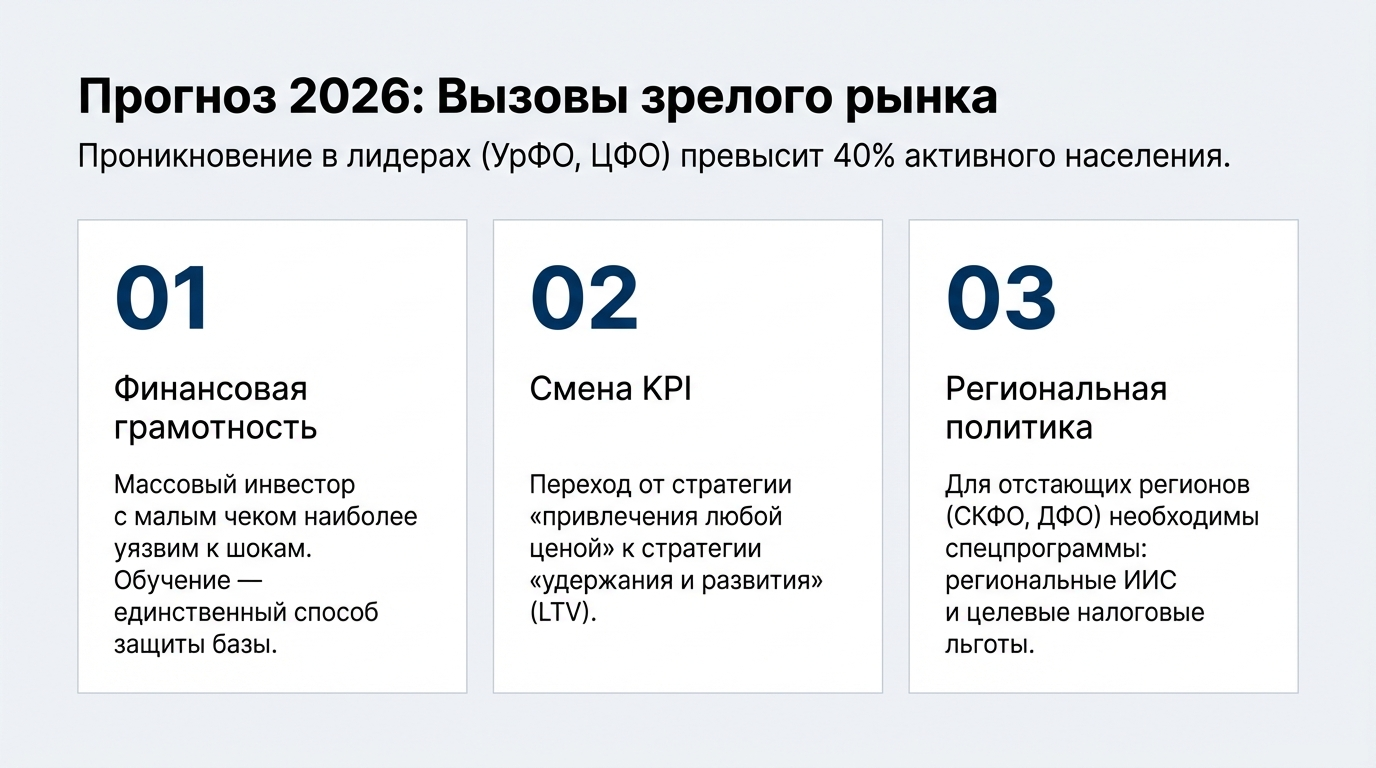 Прогноз 2026: Вызовы зрелого рынка
Проникновение в лидерах (УрФО, ЦФО) превысит 40% активного населения.
01
Финансовая
грамотность
Массовый инвестор
с малым чеком наиболее
уязвим к шокам.
Обучение —
единственный способ
защиты базы.
02
Смена KPI
Переход от стратегии
«привлечения любой
ценой» к стратегии
«удержания и развития»
(LTV).
03
Региональная
политика
Для отстающих регионов
(СКФО, ДФО) необходимы
спецпрограммы:
региональные ИИС
и целевые налоговые
льготы.